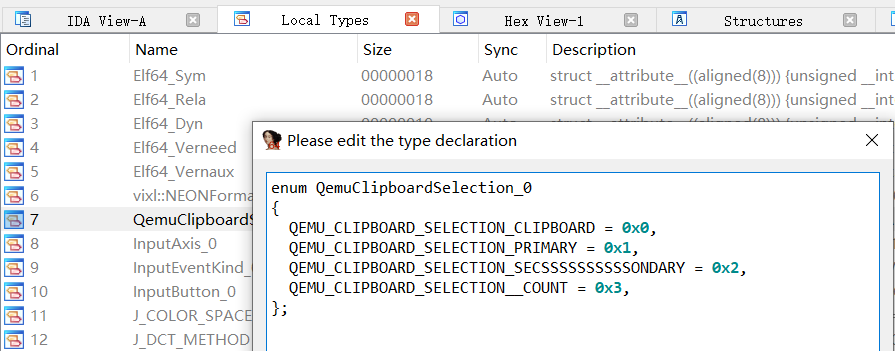 IDA View-A Local Types Hex View-1 Structures
Ordinal Name Size Sync Description
1 Elf64_Sym 00000018 Auto struct __attribute__((aligned(8))) {unsigned __int
2 Elf64_Rela 00000018 Auto struct __attribute__((aligned(8))) {unsigned __int
3 Elf64_Dyn
4 Elf64_Verneed
5 Elf64_Vernaux
6 vixl::NEONForma
7 QemuClipboardS
8 InputAxis_0
9 InputEventKind_
10 InputButton_0
11 J_COLOR_SPACE
12 J_DCT_METHOD
Please edit the type declaration
enum QemuClipboardSelection_0
{
QEMU_CLIPBOARD_SELECTION_CLIPBOARD = 0x0,
QEMU_CLIPBOARD_SELECTION_PRIMARY = 0x1,
QEMU_CLIPBOARD_SELECTION_SECSSSSSSSSSSONDARY = 0x2,
QEMU_CLIPBOARD_SELECTION__COUNT = 0x3,
};